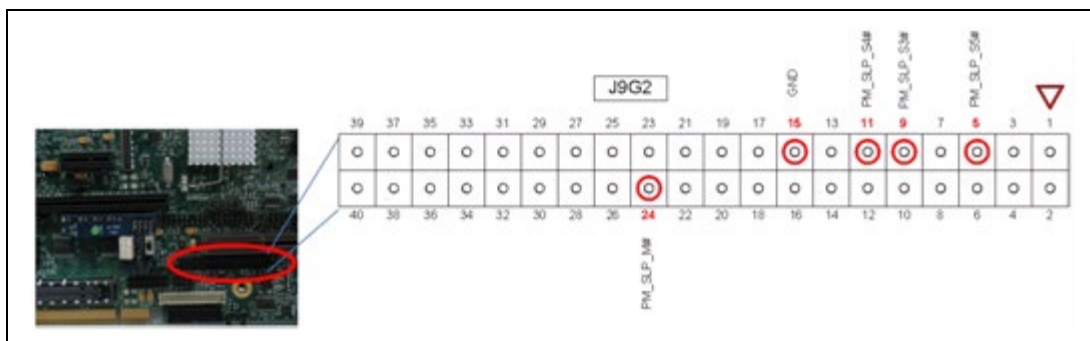 PM_SLP_S4#
PM_SLP_S3#
PM_SLP_S5#
GND
J9G2
39 37 35 33 31 29 27 25 23 21 19 17 15 13 11 9 7 5 3 1
40 38 36 34 32 30 28 26 24 22 20 18 16 14 12 10 8 6 4 2
PM_SLP_M#